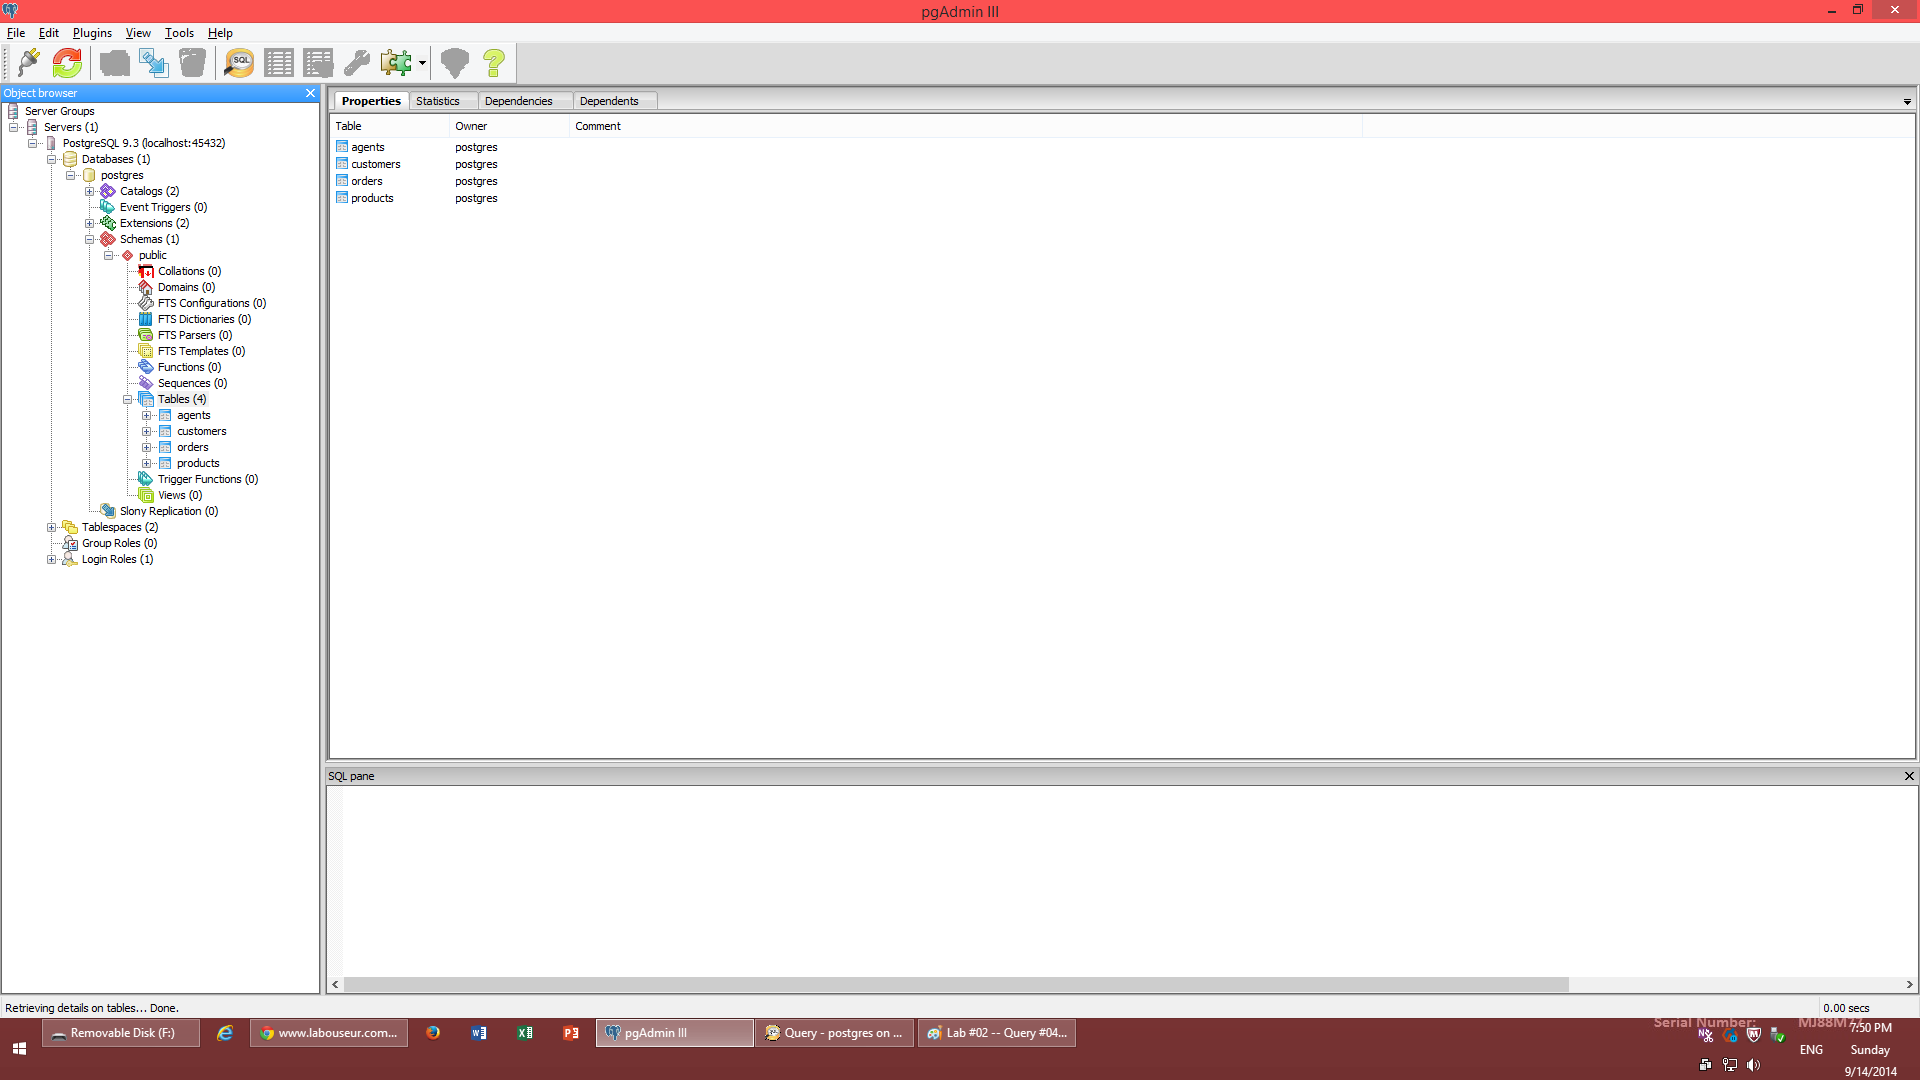 pgAdmin III
File Edit Plugins View Tools Help
SQL
Object browser
Server Groups
Servers (1)
PostgreSQL 9.3 (localhost:45432)
Databases (1)
postgres
Catalogs (2)
Event Triggers (0)
Extensions (2)
Schemas (1)
public
Collations (0)
Domains (0)
FTS Configurations (0)
FTS Dictionaries (0)
FTS Parsers (0)
FTS Templates (0)
Functions (0)
Sequences (0)
Tables (4)
agents
customers
orders
products
Trigger Functions (0)
Views (0)
Slony Replication (0)
Tablespaces (2)
Group Roles (0)
Login Roles (1)
Properties Statistics Dependencies Dependents
Table Owner Comment
agents postgres
customers postgres
orders postgres
products postgres
SQL pane
Retrieving details on tables... Done.
0.00 secs
Removable Disk (F:)
www.labouseur.com...
pgAdmin III
Query - postgres on ...
Lab #02 -- Query #04...
Serial Number:
7:50 PM
ENG Sunday
9/14/2014